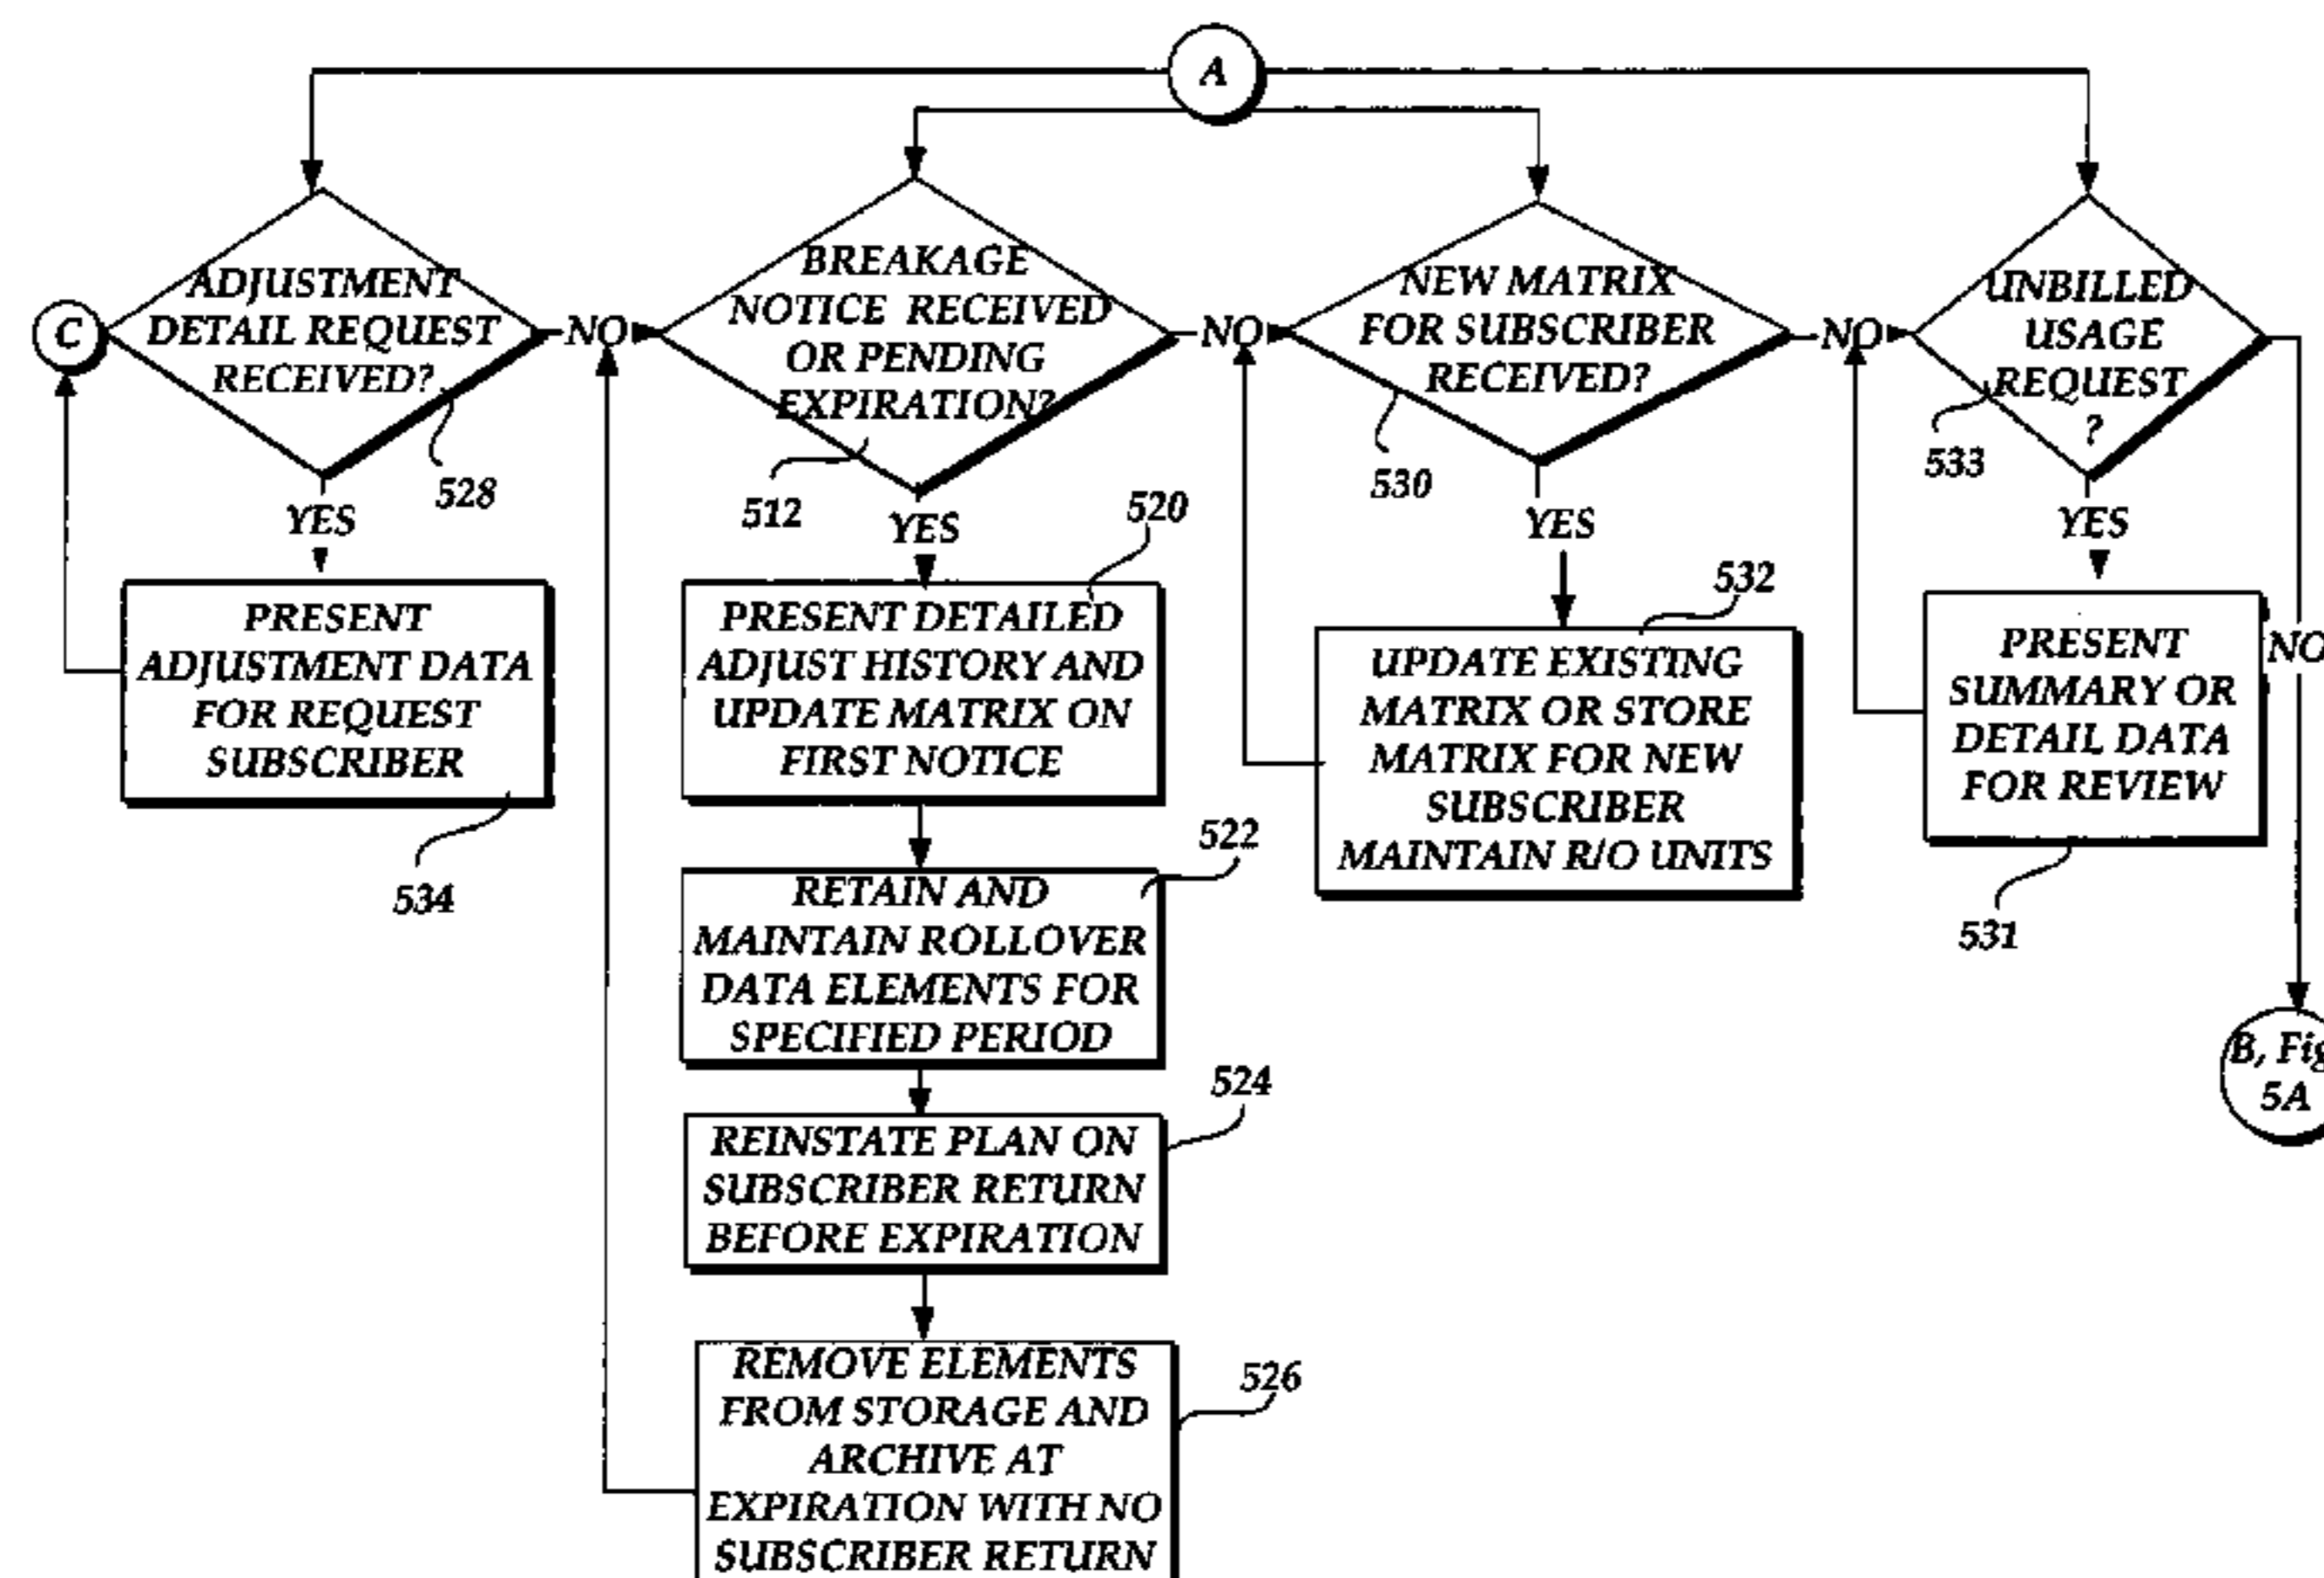 A
C
ADJUSTMENT
DETAIL REQUEST
RECEIVED?
528
NO
YES
PRESENT
ADJUSTMENT DATA
FOR REQUEST
SUBSCRIBER
534
BREAKAGE
NOTICE RECEIVED
OR PENDING
EXPIRATION?
512
NO
YES
520
PRESENT DETAILED
ADJUST HISTORY AND
UPDATE MATRIX ON
FIRST NOTICE
522
RETAIN AND
MAINTAIN ROLLOVER
DATA ELEMENTS FOR
SPECIFIED PERIOD
524
REINSTATE PLAN ON
SUBSCRIBER RETURN
BEFORE EXPIRATION
526
REMOVE ELEMENTS
FROM STORAGE AND
ARCHIVE AT
EXPIRATION WITH NO
SUBSCRIBER RETURN
NEW MATRIX
FOR SUBSCRIBER
RECEIVED?
530
NO
YES
532
UPDATE EXISTING
MATRIX OR STORE
MATRIX FOR NEW
SUBSCRIBER
MAINTAIN R/O UNITS
UNBILLED
USAGE
REQUEST
?
533
YES
NO
PRESENT
SUMMARY OR
DETAIL DATA
FOR REVIEW
531
B, Fig
5A